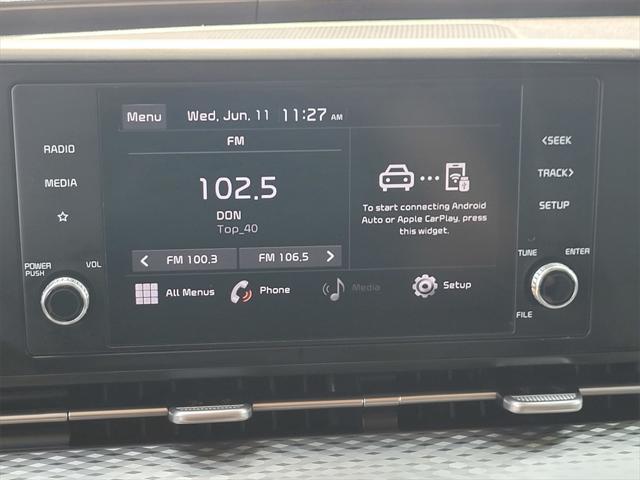 Menu Wed, Jun, 11 11:27 AM
FM
102.5
DON
Top_40
FM 100.3
FM 106.5
To start connecting Android
Auto or Apple CarPlay, press
this widget.
All Menus
Phone
Media
Setup
RADIO
MEDIA
POWER
PUSH
VOL
<SEEK
TRACK>
SETUP
TUNE
ENTER
FILE